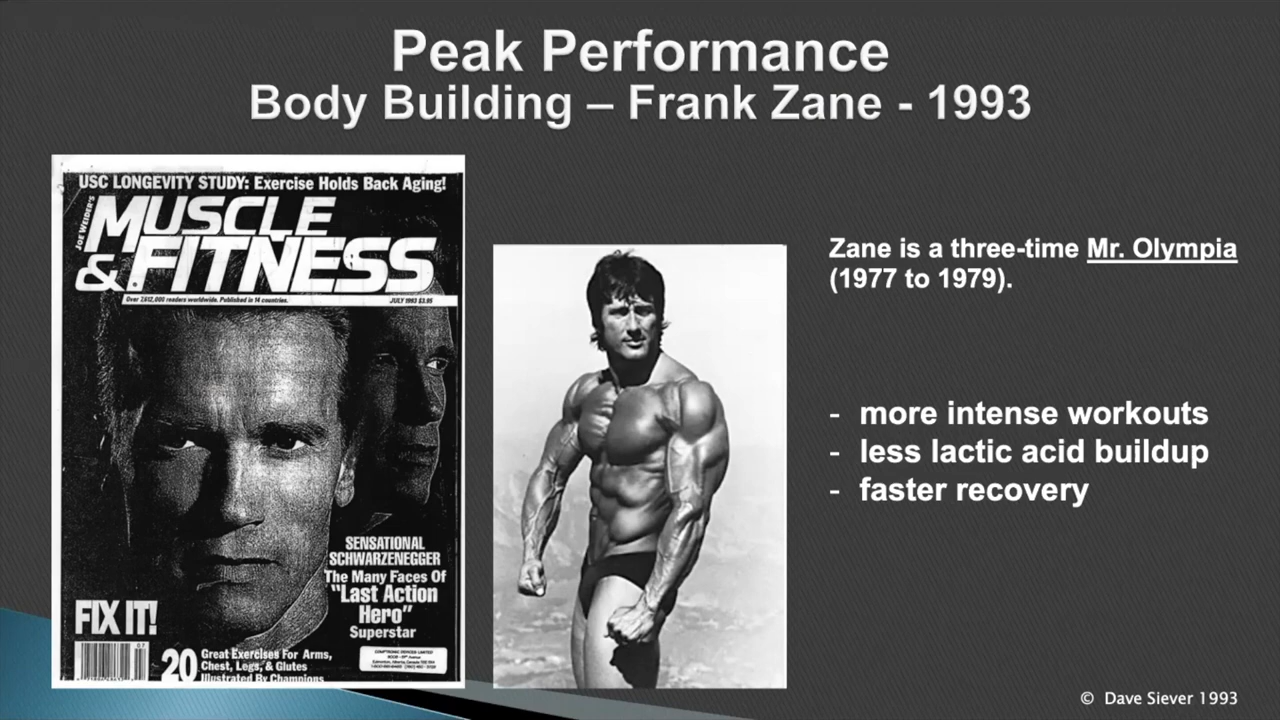 Peak Performance
Body Building – Frank Zane - 1993
USC LONGEVITY STUDY: Exercise Holds Back Aging!
JOE WEIDER'S
MUSCLE
& FITNESS
Over 7,612,000 readers worldwide. Published in 14 countries.
JULY 1993 $3.95
SENSATIONAL
SCHWARZENEGGER
The Many Faces Of
"Last Action
Hero"
Superstar
FIX IT!
20
Great Exercises For Arms,
Chest, Legs, & Glutes
Illustrated By Champions
Zane is a three-time Mr. Olympia
(1977 to 1979).
- more intense workouts
- less lactic acid buildup
- faster recovery
© Dave Siever 1993